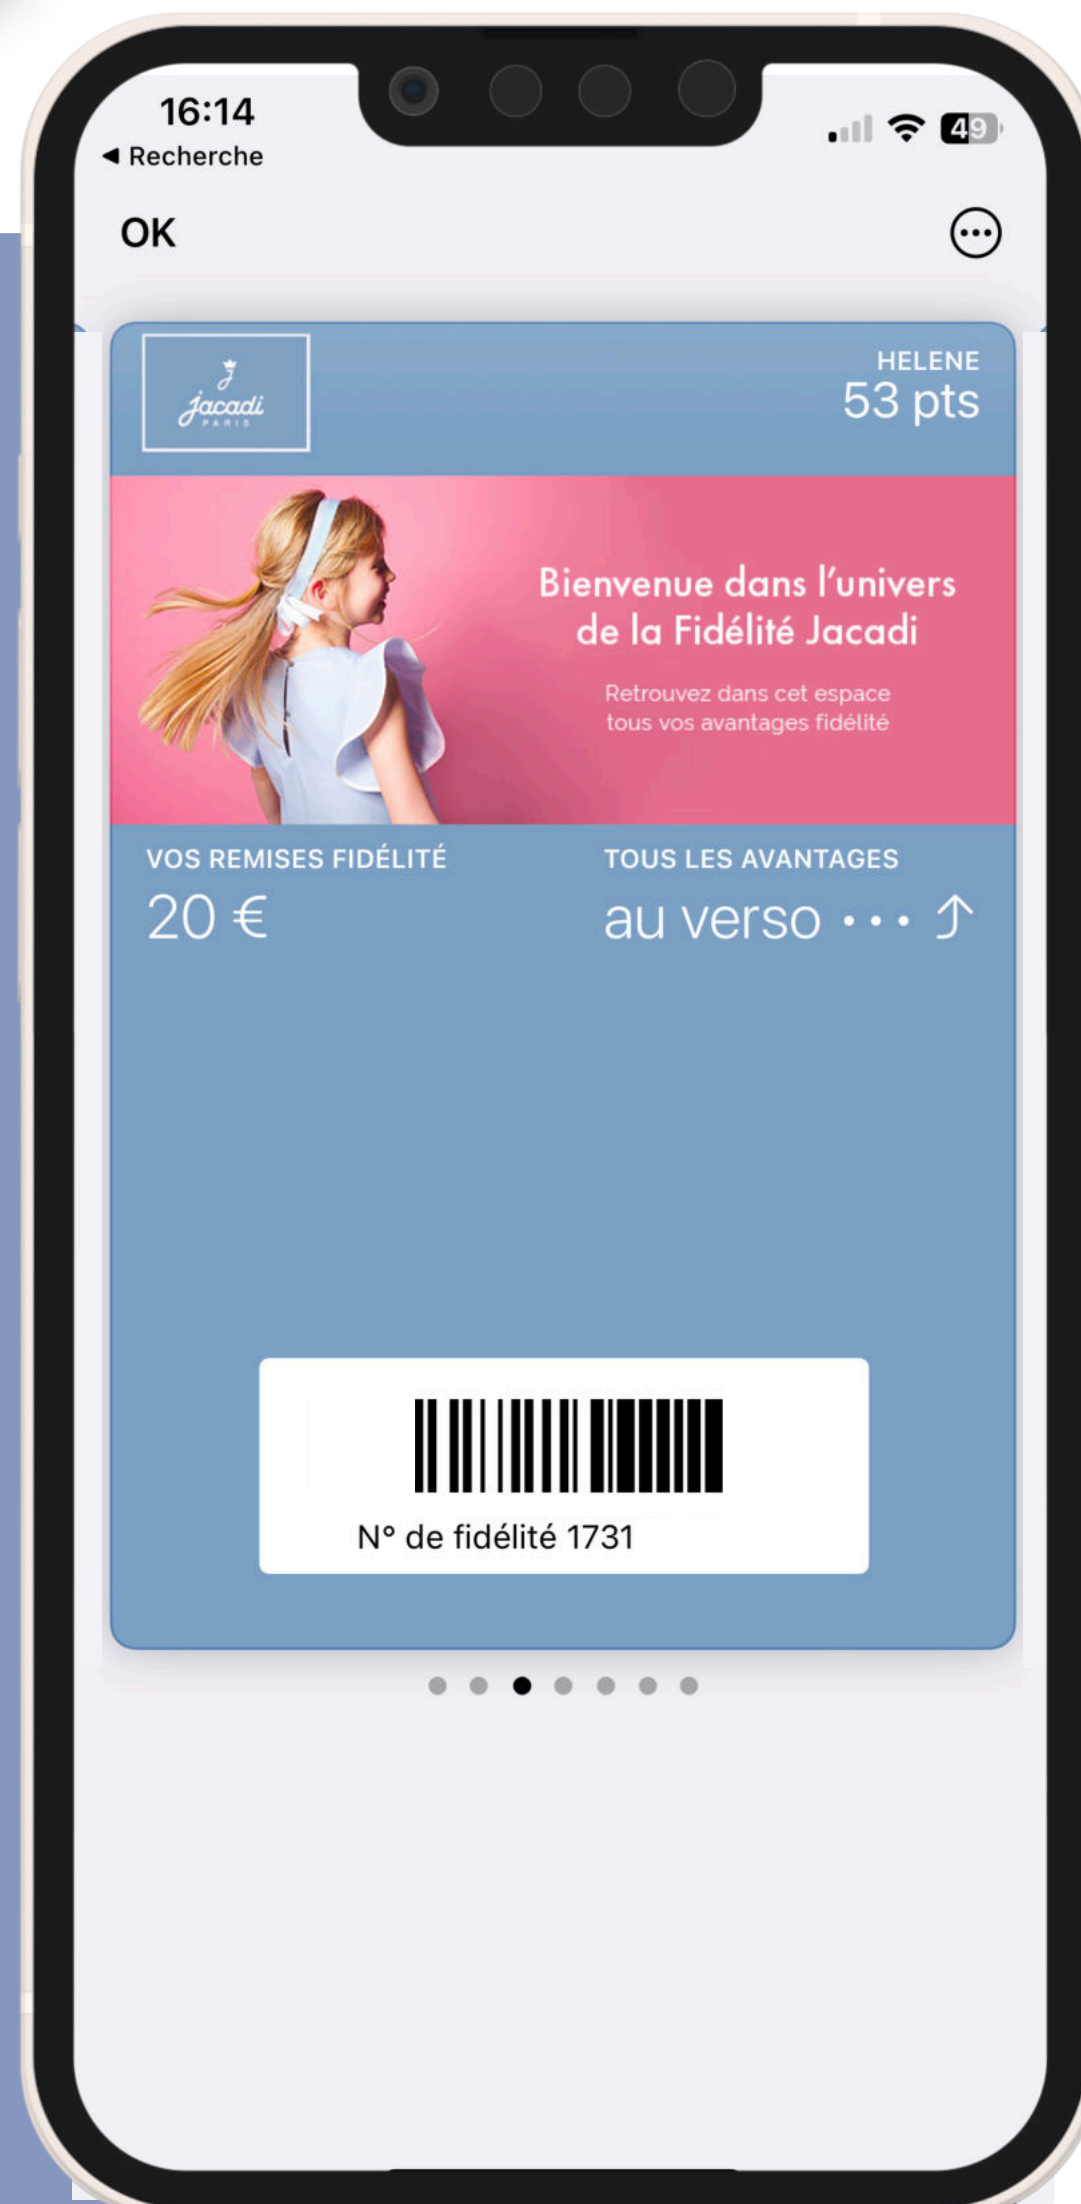 16:14
◀ Recherche
49
OK
J
jacadi
PARIS
HELENE
53 pts
Bienvenue dans l'univers
de la Fidélité Jacadi
Retrouvez dans cet espace
tous vos avantages fidélité
VOS REMISES FIDÉLITÉ
20 €
TOUS LES AVANTAGES
au verso ··· ⤴
N° de fidélité 1731